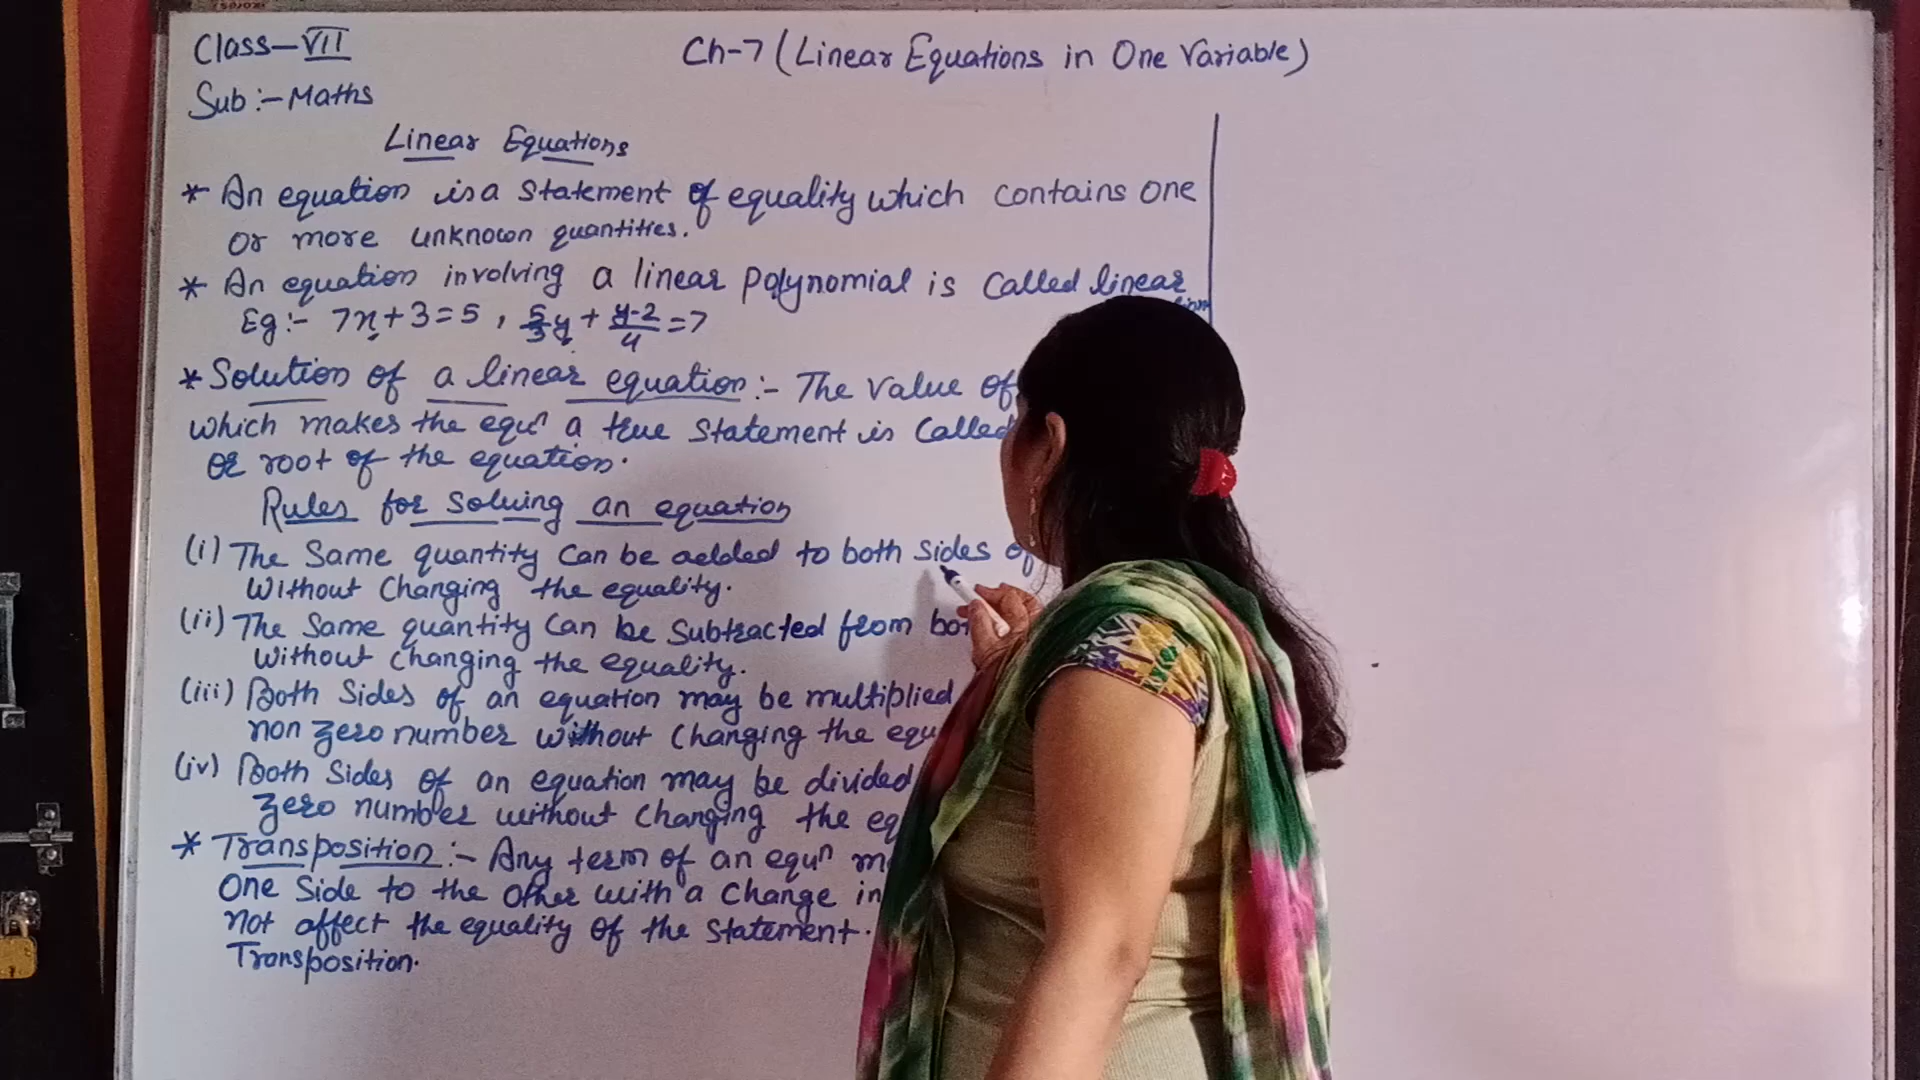 Class-VII
Ch-7 (Linear Equations in One Variable)
Sub :- Maths
Linear Equations
* An equation is a statement of equality which contains one
or more unknown quantities.
* An equation involving a linear polynomial is called linear
Eg :- 7x + 3 = 5 , 5/3 y + y-2/4 = 7
* Solution of a linear equation :- The value of
which makes the equⁿ a true statement is called
or root of the equation.
Rules for solving an equation
(i) The same quantity can be added to both sides of
without changing the equality.
(ii) The same quantity can be subtracted from
without changing the equality.
(iii) Both sides of an equation may be multiplied
non zero number without changing the
(iv) Both sides of an equation may be divided
zero number without changing the
* Transposition :- Any term of an equⁿ
One side to the other with a change in
not affect the equality of the statement.
Transposition.